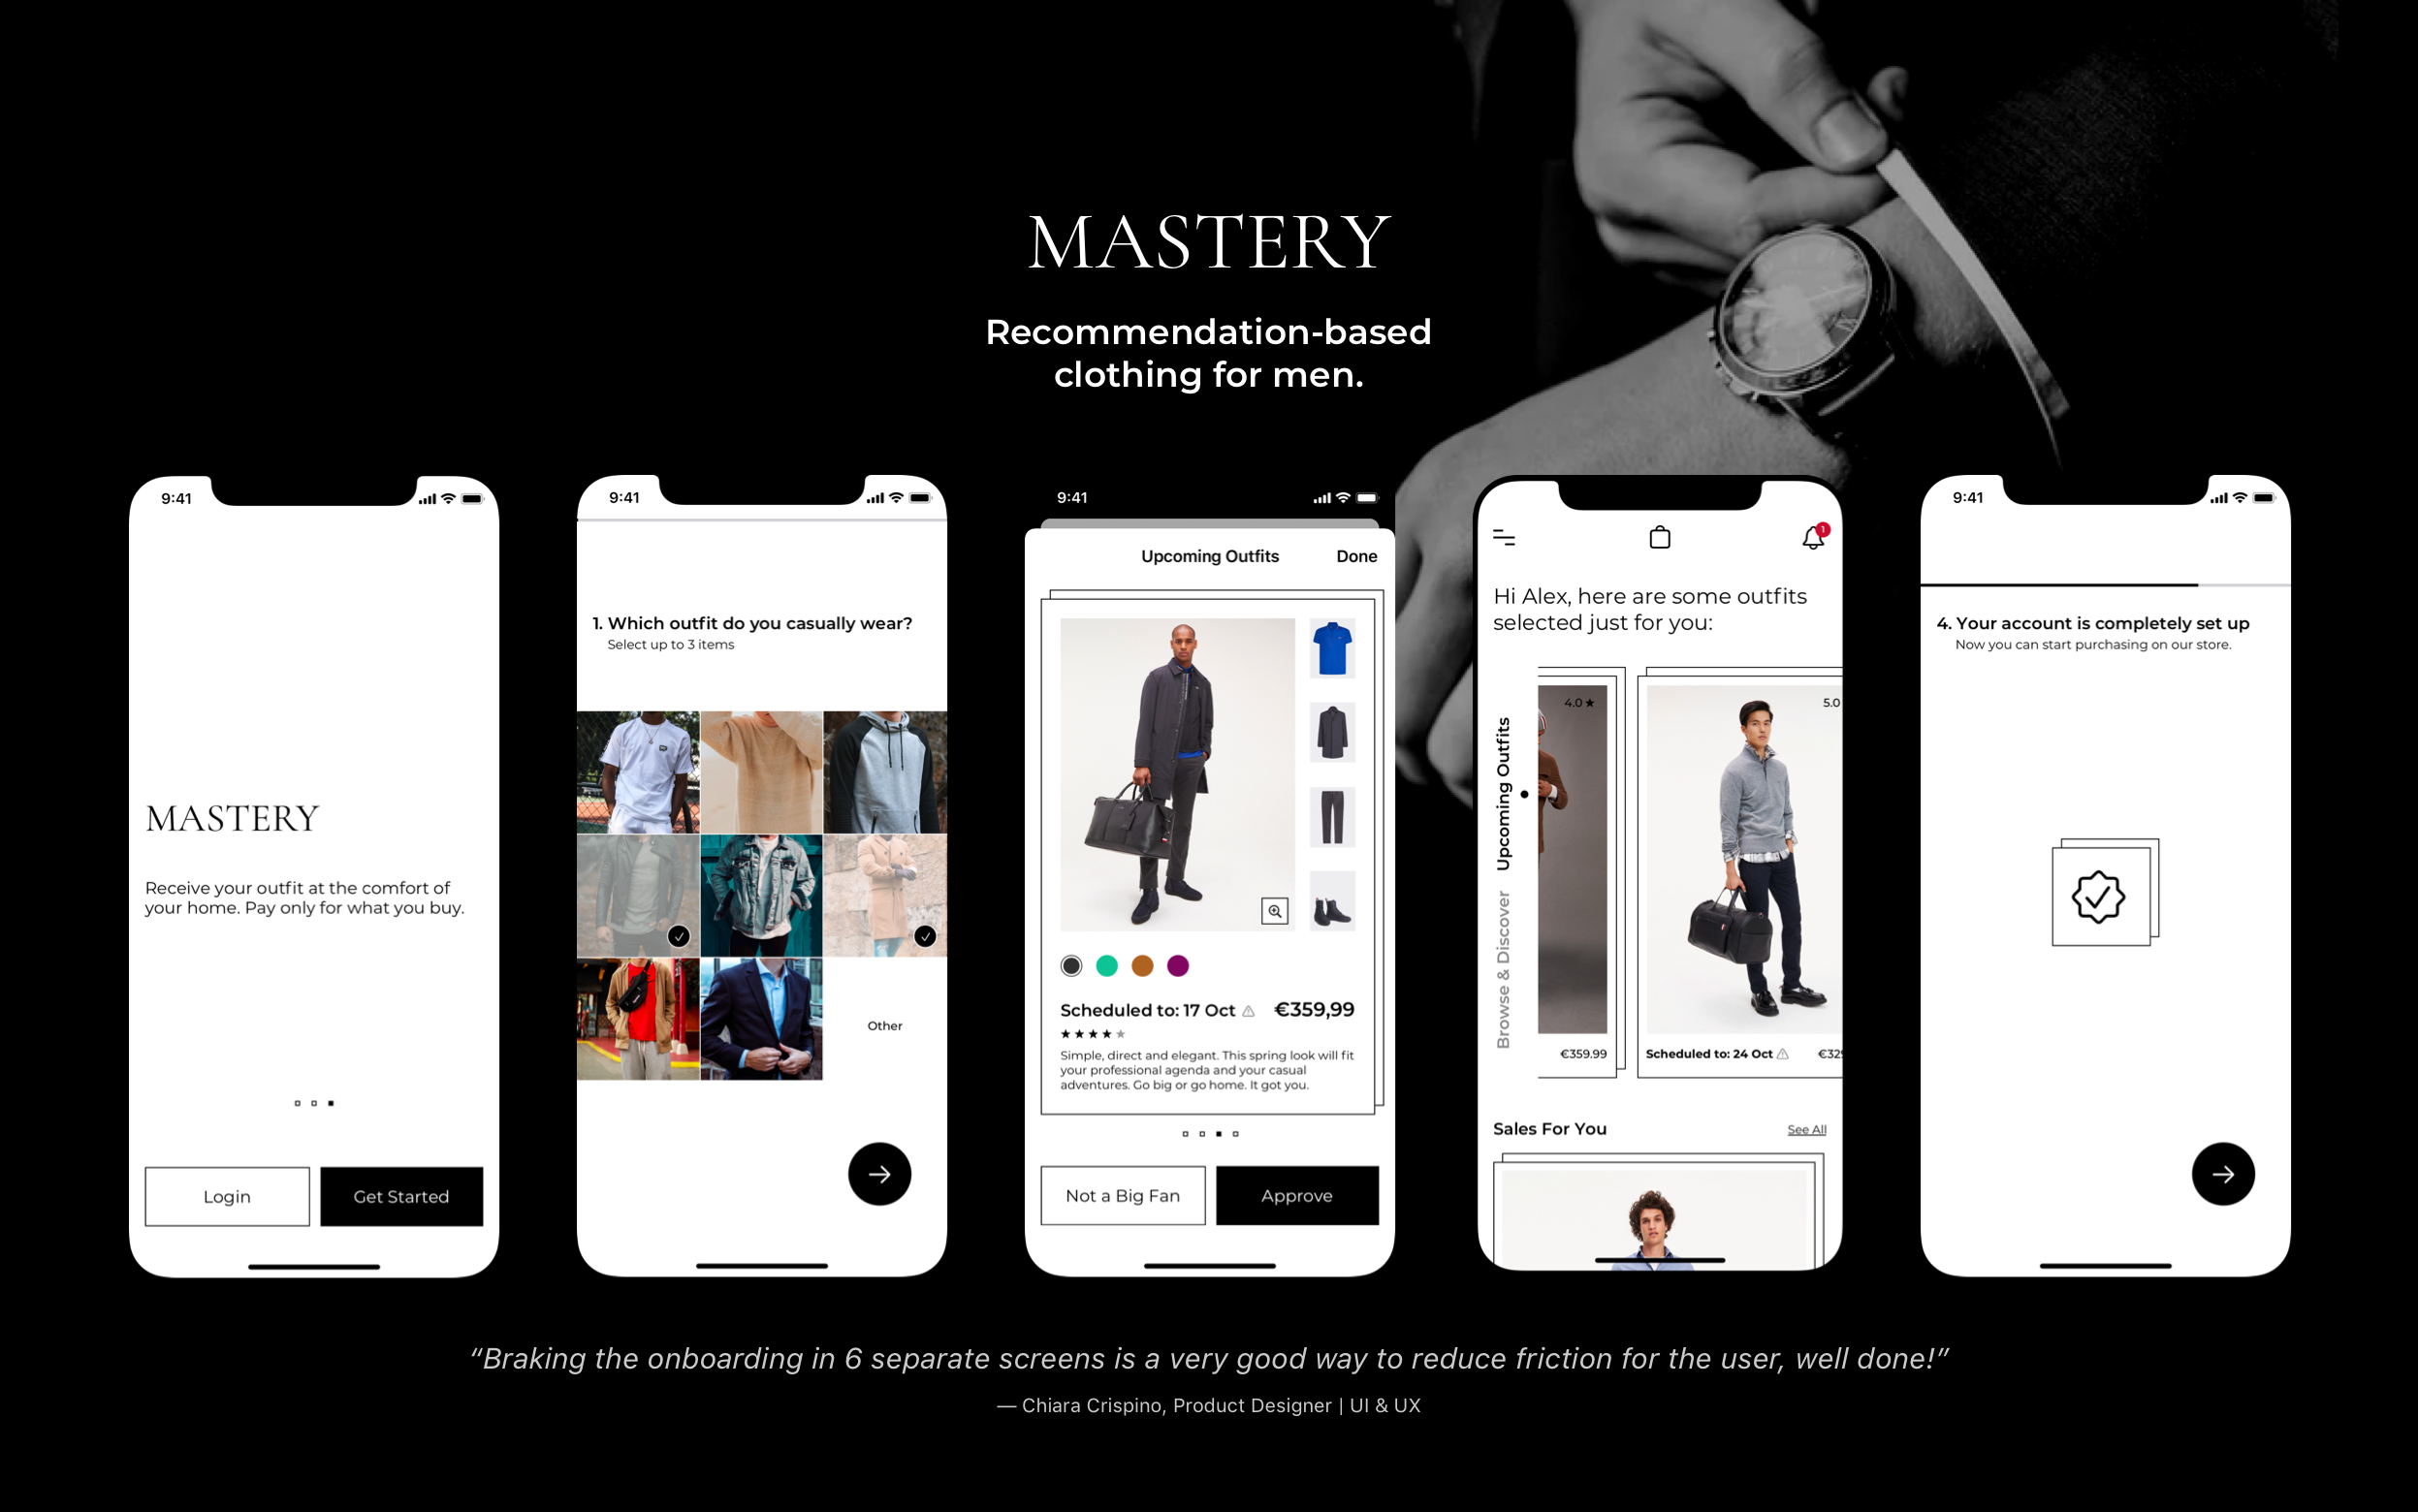 MASTERY
Recommendation-based
clothing for men.
9:41
MASTERY
Receive your outfit at the comfort of
your home. Pay only for what you buy.
Login
Get Started
9:41
1. Which outfit do you casually wear?
Select up to 3 items
Other
9:41
Upcoming Outfits
Done
Scheduled to: 17 Oct
€359,99
Simple, direct and elegant. This spring look will fit
your professional agenda and your casual
adventures. Go big or go home. It got you.
Not a Big Fan
Approve
1
Hi Alex, here are some outfits
selected just for you:
Upcoming Outfits
Browse & Discover
4.0 ★
5.0
€359.99
Scheduled to: 24 Oct
€32
Sales For You
See All
9:41
4. Your account is completely set up
Now you can start purchasing on our store.
“Braking the onboarding in 6 separate screens is a very good way to reduce friction for the user, well done!”
— Chiara Crispino, Product Designer | UI & UX